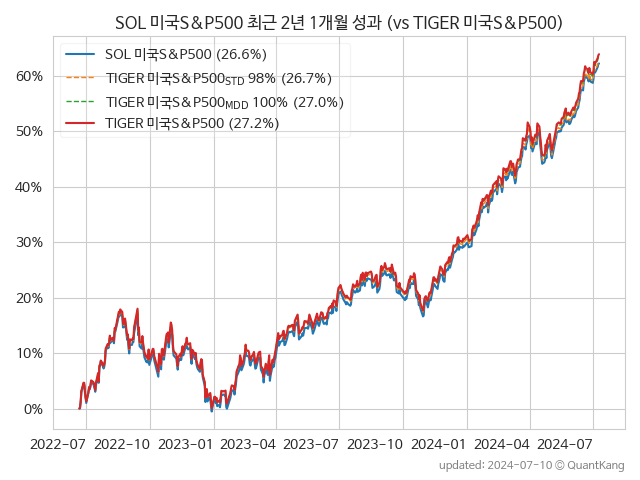 SOL 미국S&P500 최근 2년 1개월 성과 (vs TIGER 미국S&P500)
SOL 미국S&P500 (26.6%)
TIGER 미국S&P500STD 98% (26.7%)
TIGER 미국S&P500MDD 100% (27.0%)
TIGER 미국S&P500 (27.2%)
60%
50%
40%
30%
20%
10%
0%
2022-07 2022-10 2023-01 2023-04 2023-07 2023-10 2024-01 2024-04 2024-07
updated: 2024-07-10 © QuantKang